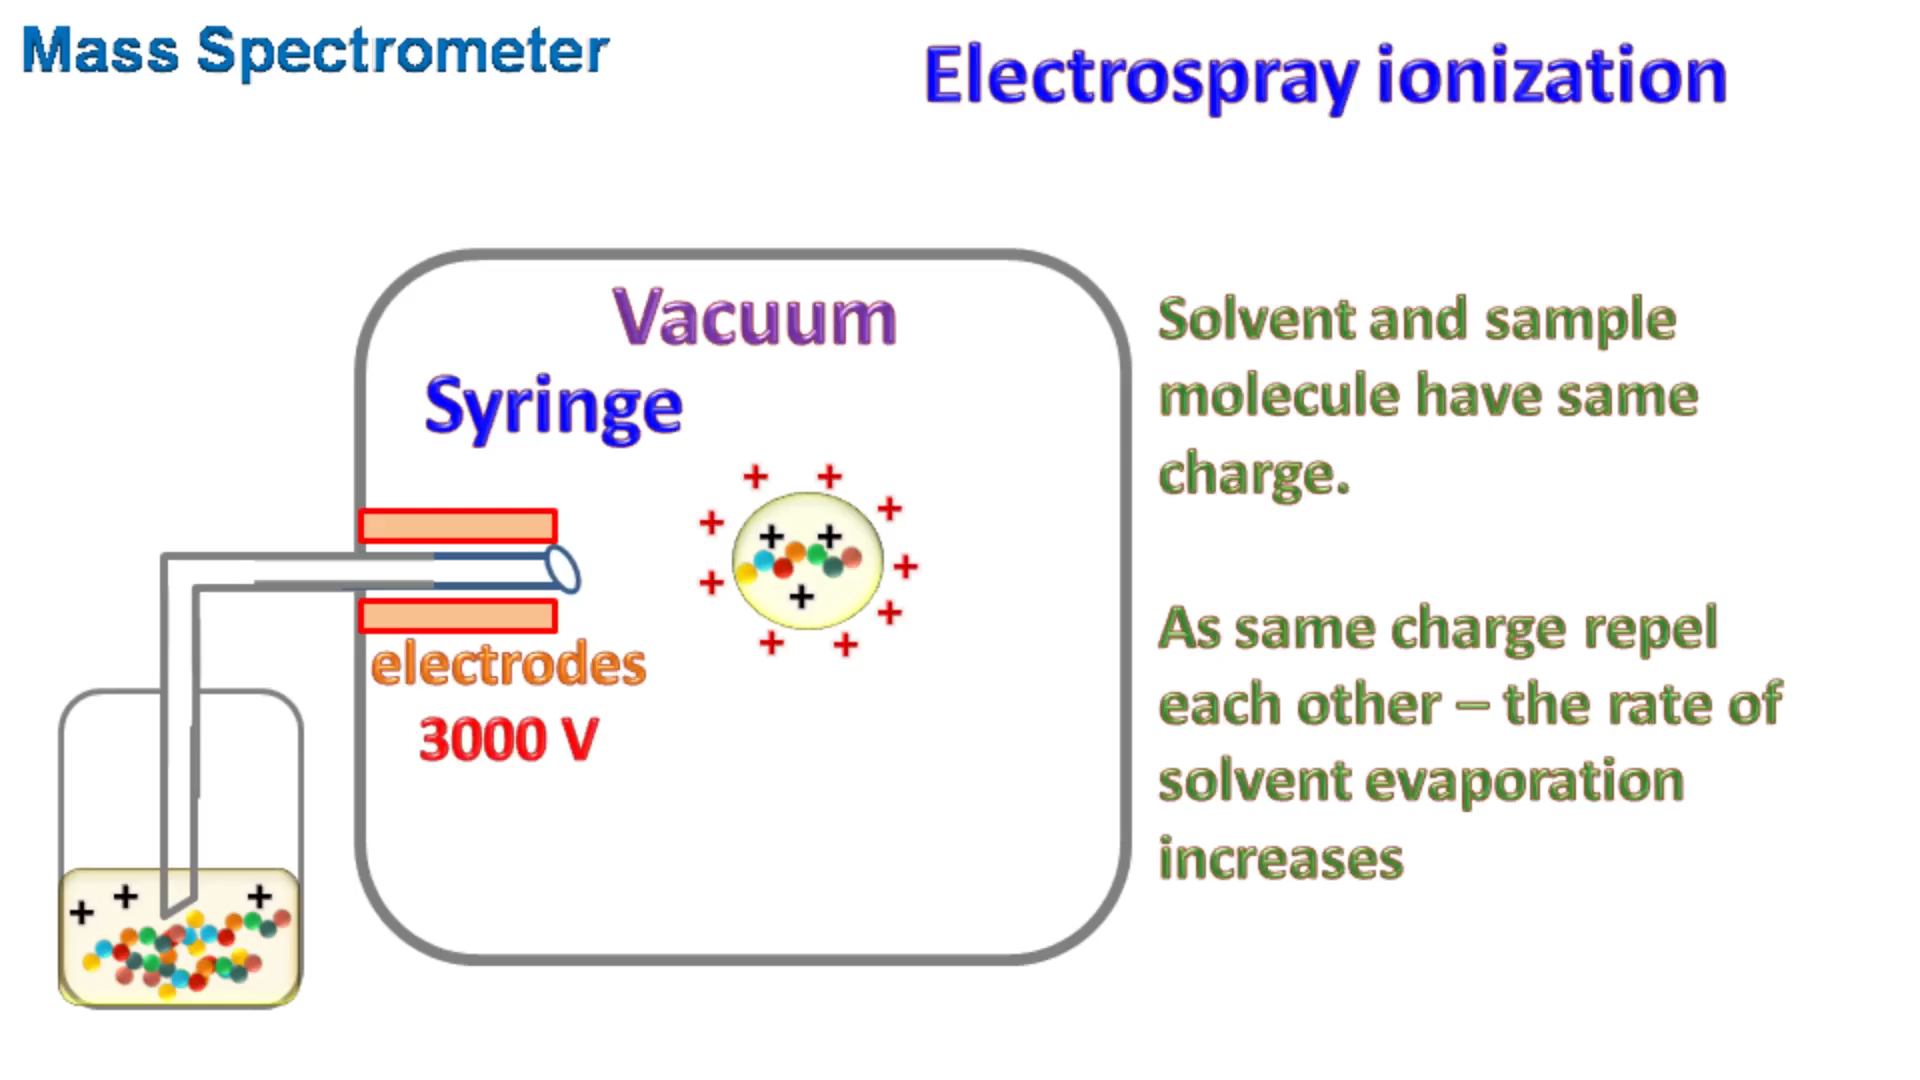 Mass Spectrometer
Electrospray ionization
Vacuum
Syringe
electrodes
3000 V
Solvent and sample
molecule have same
charge.
As same charge repel
each other – the rate of
solvent evaporation
increases